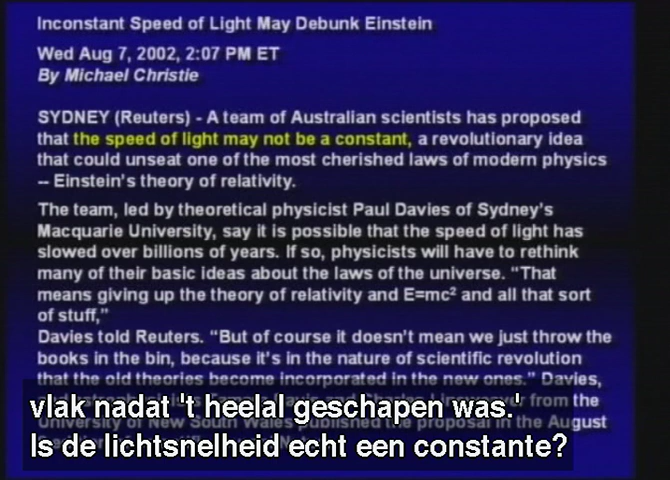 Inconstant Speed of Light May Debunk Einstein
Wed Aug 7, 2002, 2:07 PM ET
By Michael Christie
SYDNEY (Reuters) - A team of Australian scientists has proposed
that the speed of light may not be a constant, a revolutionary idea
that could unseat one of the most cherished laws of modern physics
-- Einstein's theory of relativity.
The team, led by theoretical physicist Paul Davies of Sydney's
Macquarie University, say it is possible that the speed of light has
slowed over billions of years. If so, physicists will have to rethink
many of their basic ideas about the laws of the universe. "That
means giving up the theory of relativity and E=mc² and all that sort
of stuff,"
Davies told Reuters. "But of course it doesn't mean we just throw the
books in the bin, because it's in the nature of scientific revolution
that the old theories become incorporated in the new ones." Davies,
from the
University of New South Wales published the proposal in the August
vlak nadat 't heelal geschapen was.'
Is de lichtsnelheid echt een constante?